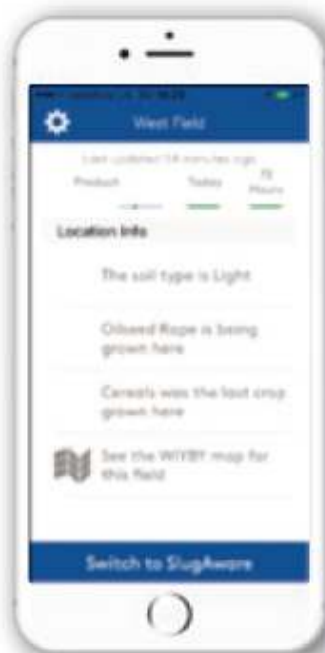 West Field
Last updated 14 minutes ago
Product Today 72
Hours
Location Info
The soil type is Light
Oilseed Rape is being
grown here
Cereals was the last crop
grown here
See the WIYBY map for
this field
Switch to SlugAware